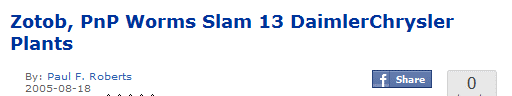 Zotob, PnP Worms Slam 13 DaimlerChrysler
Plants
By: Paul F. Roberts
2005-08-18
f Share
0